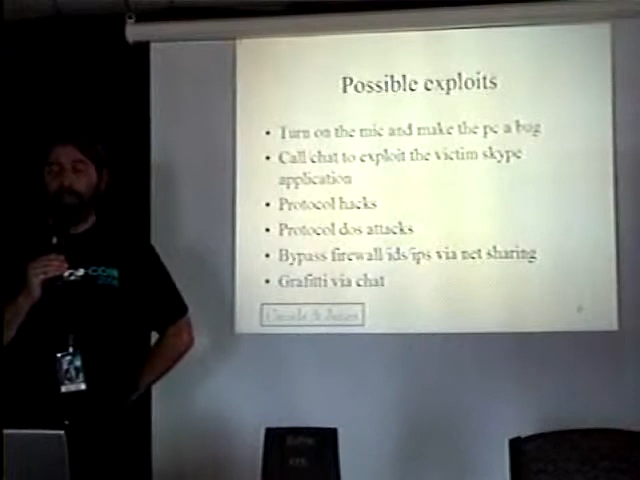 Possible exploits
• Turn on the mic and make the pc a bug
• Call/chat to exploit the victim skype
application
• Protocol hacks
• Protocol dos attacks
• Bypass firewall/ids/ips via net sharing
• Grafitti via chat